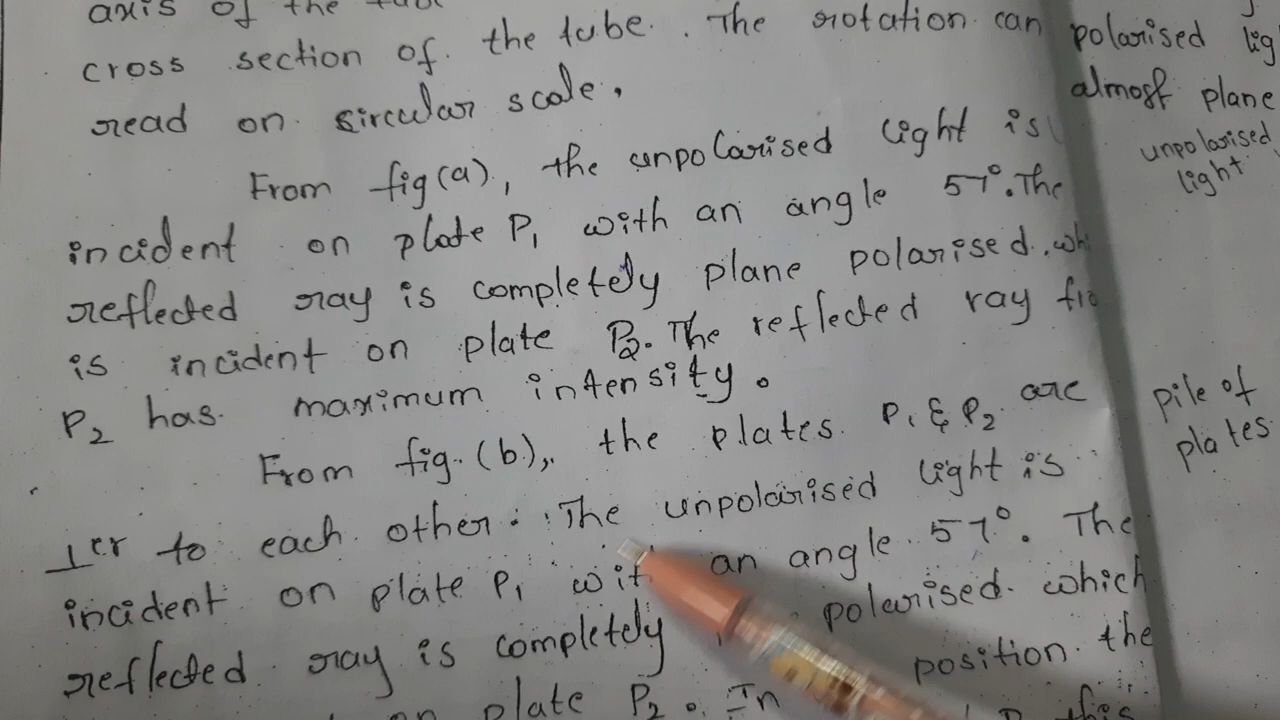 axis of the
cross section of the tube. The rotation can
read on circular scale.
From fig(a), the unpolarised light is
incident on plate P₁ with an angle 57°. The
reflected ray is completely plane polarised.
is incident on plate P₂. The reflected ray
P₂ has maximum intensity.
From fig. (b), the plates P₁ & P₂ are
⊥er to each other. The unpolarised light is
incident on plate P₁ an angle 57°. The
reflected ray is completely polarised which
plate P₂. In position the
polarised
almost plane
unpolarised
light
pile of
plates